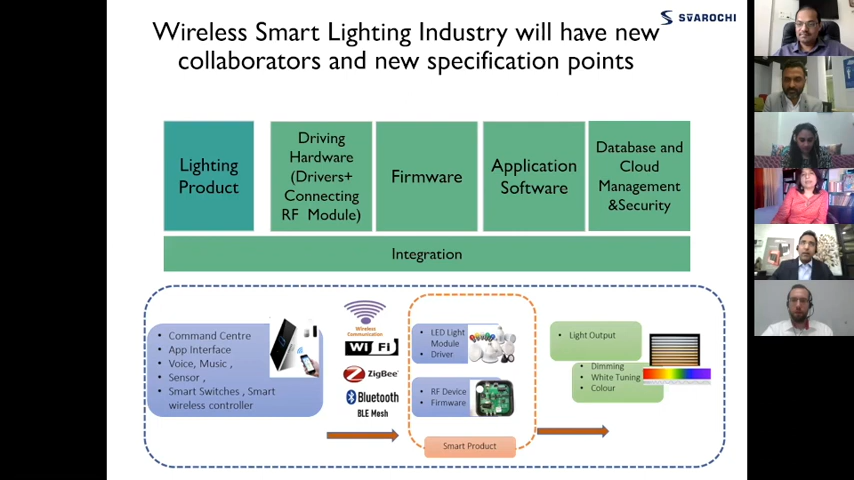 Wireless Smart Lighting Industry will have new
collaborators and new specification points
SVAROCHI
Lighting
Product
Driving
Hardware
(Drivers+
Connecting
RF Module)
Firmware
Application
Software
Database and
Cloud
Management
&Security
Integration
• Command Centre
• App Interface
• Voice, Music ,
• Sensor ,
• Smart Switches , Smart
wireless controller
Wireless
Communication
WiFi
ZigBee
Bluetooth
BLE Mesh
• LED Light
Module
• Driver
• RF Device
• Firmware
Smart Product
• Light Output
• Dimming
• White Tuning
• Colour